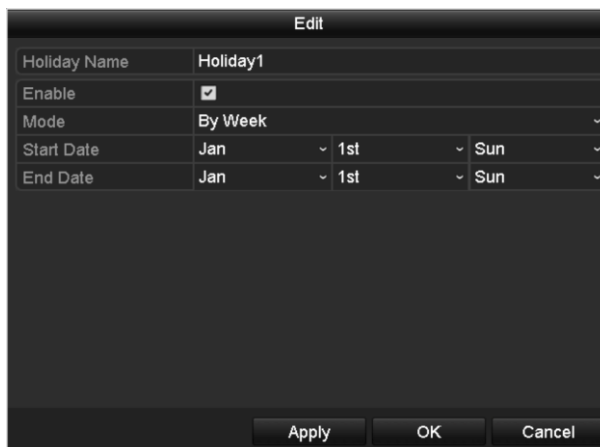 Edit
Holiday Name Holiday1
Enable
Mode By Week
Start Date Jan 1st Sun
End Date Jan 1st Sun
Apply OK Cancel